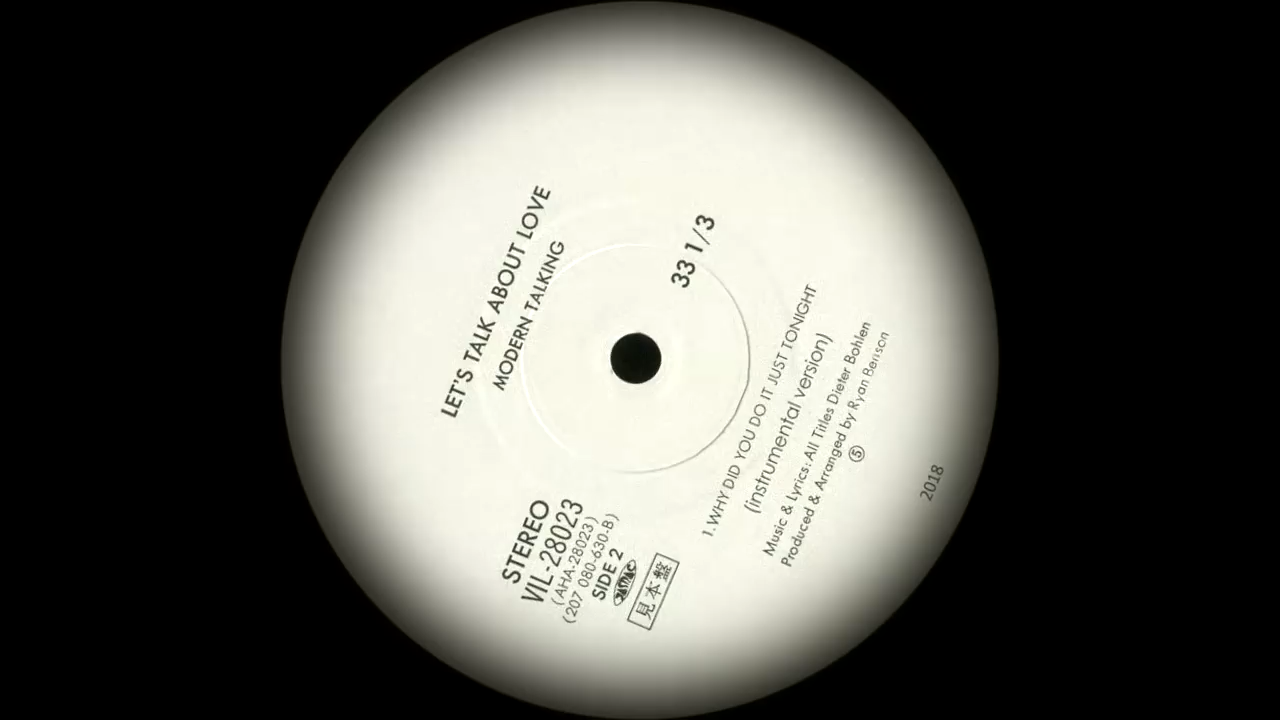 LET'S TALK ABOUT LOVE
MODERN TALKING
33 1/3
STEREO
VIL-28023
(AHA-28023)
(207 080-630-B)
SIDE 2
見本盤
1.WHY DID YOU DO IT JUST TONIGHT
(instrumental version)
Music & Lyrics: All Titles Dieter Bohlen
Produced & Arranged by Ryan Benson
⑤
2018